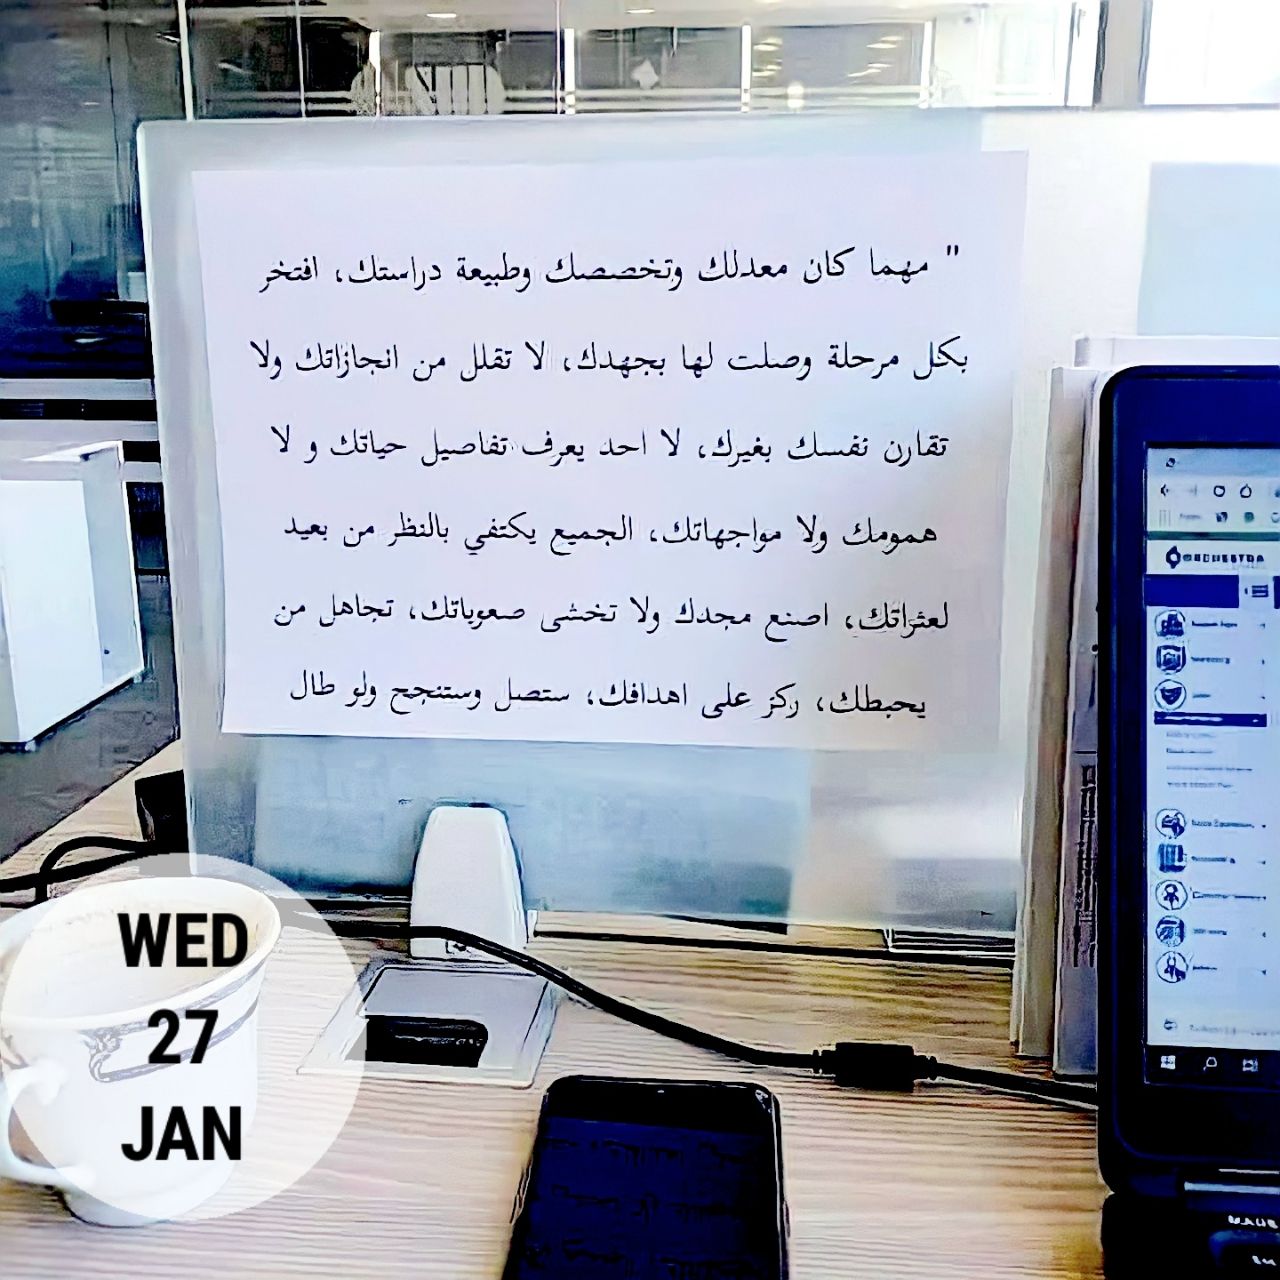 " مهما كان معدلك وتخصصك وطبيعة دراستك، افتخر
بكل مرحلة وصلت لها بجهدك، لا تقلل من انجازاتك ولا
تقارن نفسك بغيرك، لا احد يعرف تفاصيل حياتك و لا
همومك ولا مواجهاتك، الجميع يكتفي بالنظر من بعيد
لعثراتك، اصنع مجدك ولا تخشى صعوباتك، تجاهل من
يحبطك، ركز على اهدافك، ستصل وستنجح ولو طال
ORCHESTRA
WED
27
JAN